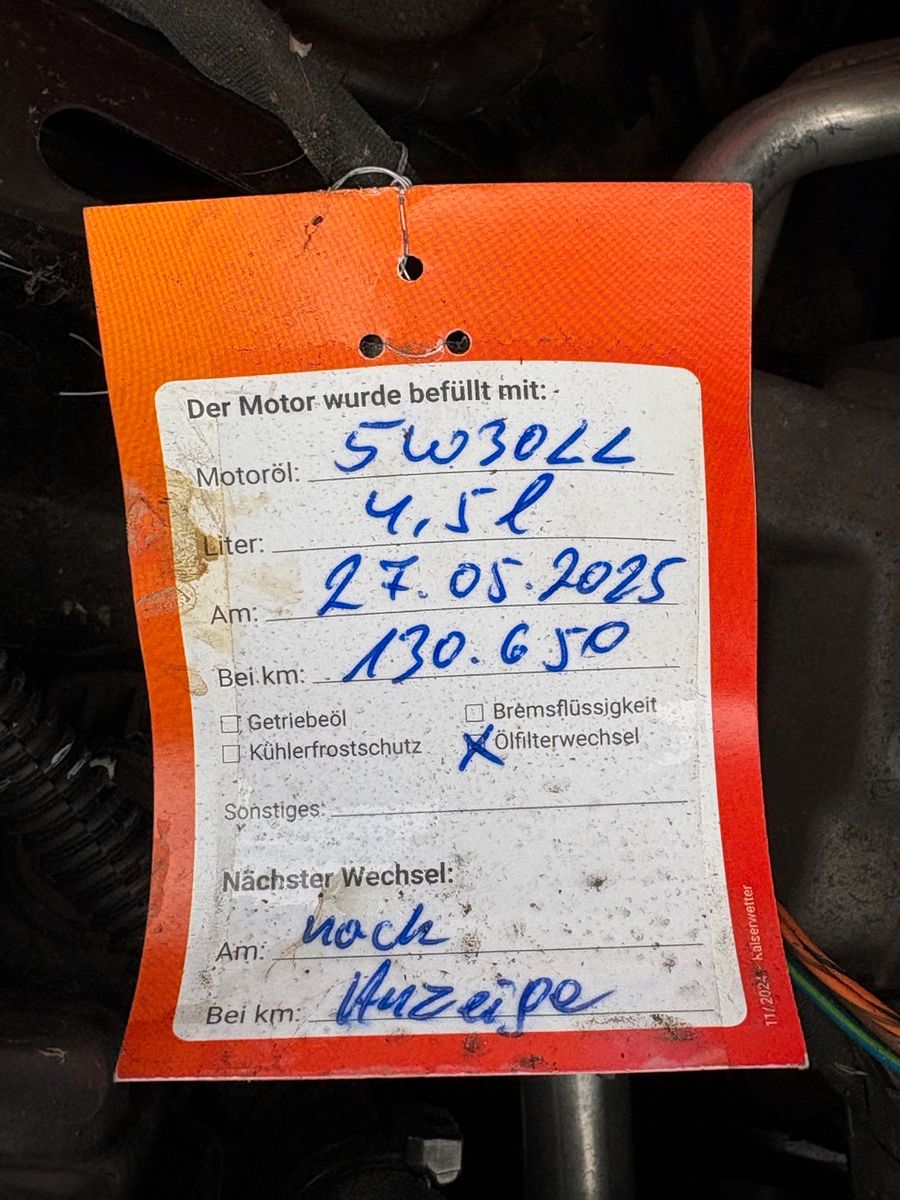 Der Motor wurde befüllt mit:
Motoröl: 5W30LL
Liter: 4,5l
Am: 27.05.2025
Bei km: 130.650
☐ Getriebeöl ☐ Bremsflüssigkeit
☐ Kühlerfrostschutz ☒ Ölfilterwechsel
Sonstiges:
Nächster Wechsel:
Am: nach
Bei km: Anzeige
11/2024 - kaiserwetter